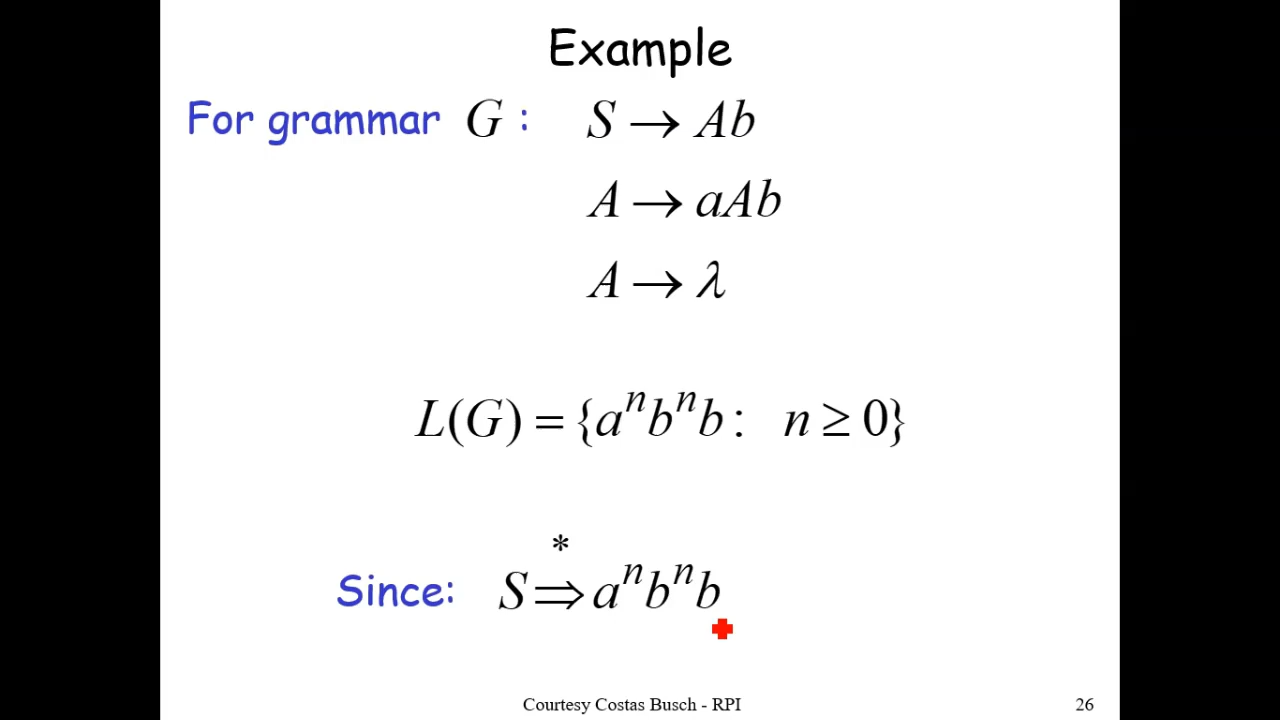 Example
For grammar G : S → Ab
A → aAb
A → λ
L(G) = {aⁿbⁿb : n ≥ 0}
Since: S ⇒* aⁿbⁿb
Courtesy Costas Busch - RPI 26